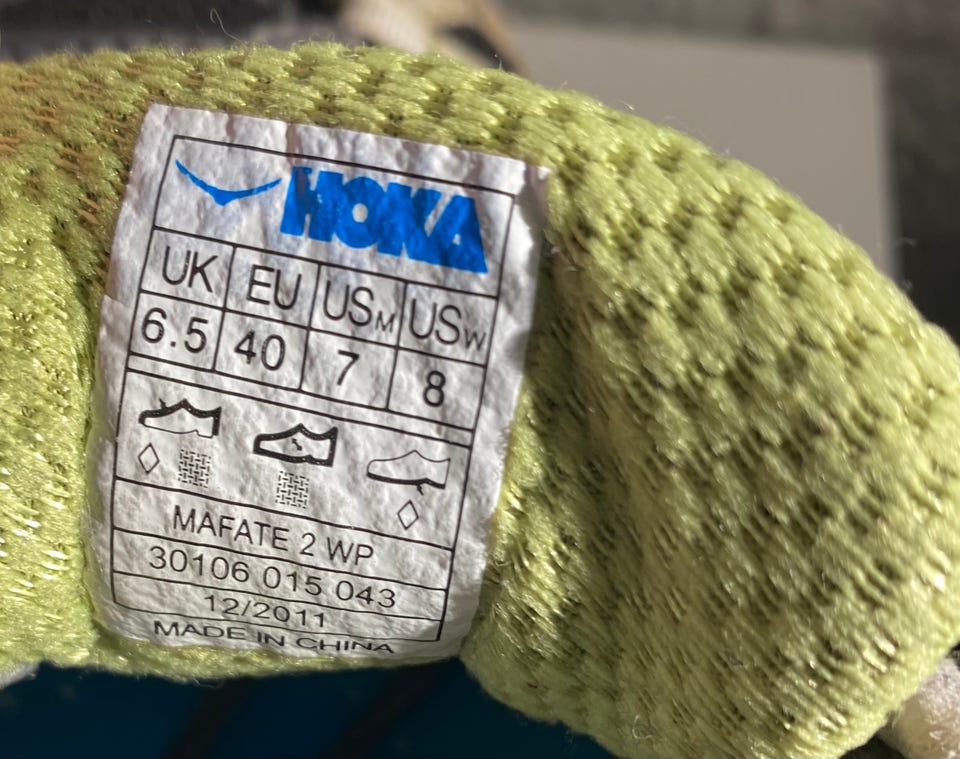 HOKA
UK EU USM USW
6.5 40 7 8
MAFATE 2 WP
30106 015 043
12/2011
MADE IN CHINA